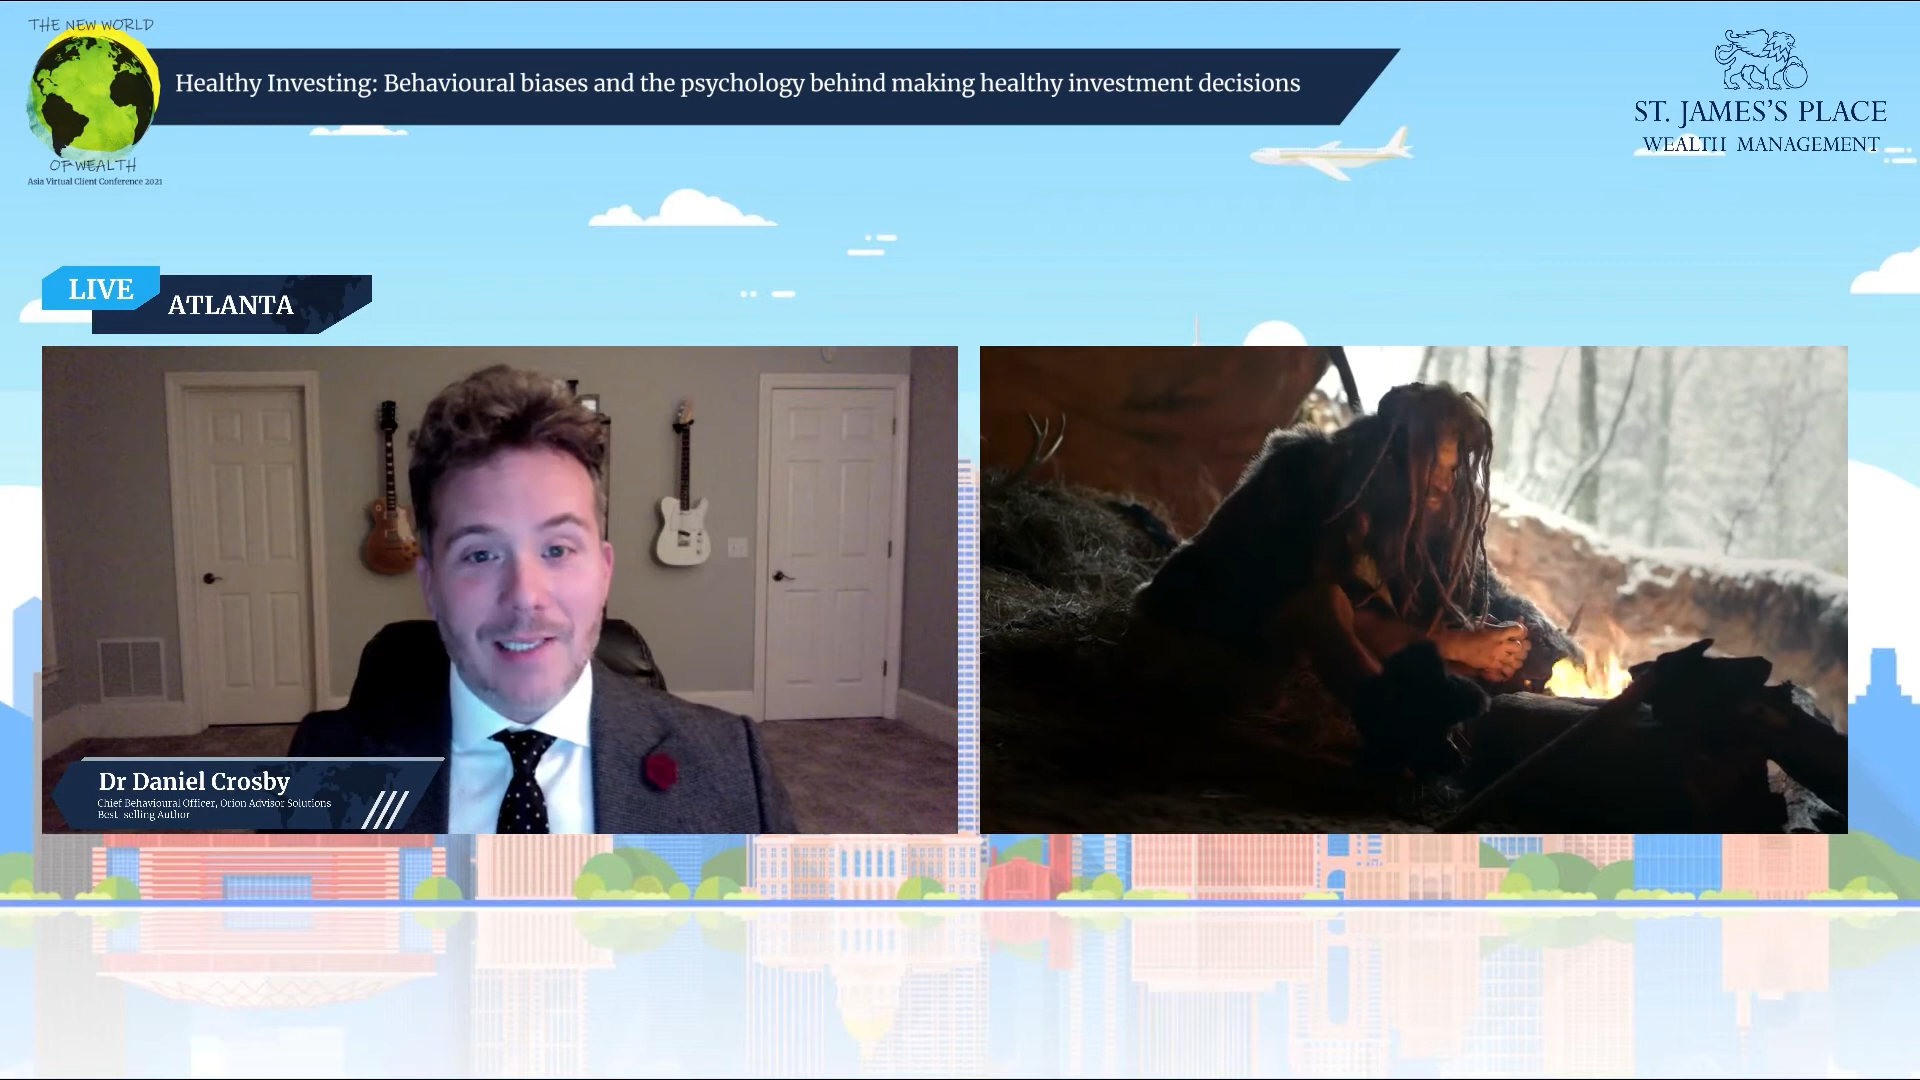 THE NEW WORLD
OF WEALTH
Asia Virtual Client Conference 2021
Healthy Investing: Behavioural biases and the psychology behind making healthy investment decisions
ST. JAMES'S PLACE
WEALTH MANAGEMENT
LIVE
ATLANTA
Dr Daniel Crosby
Chief Behavioural Officer, Orion Advisor Solutions
Best-selling Author